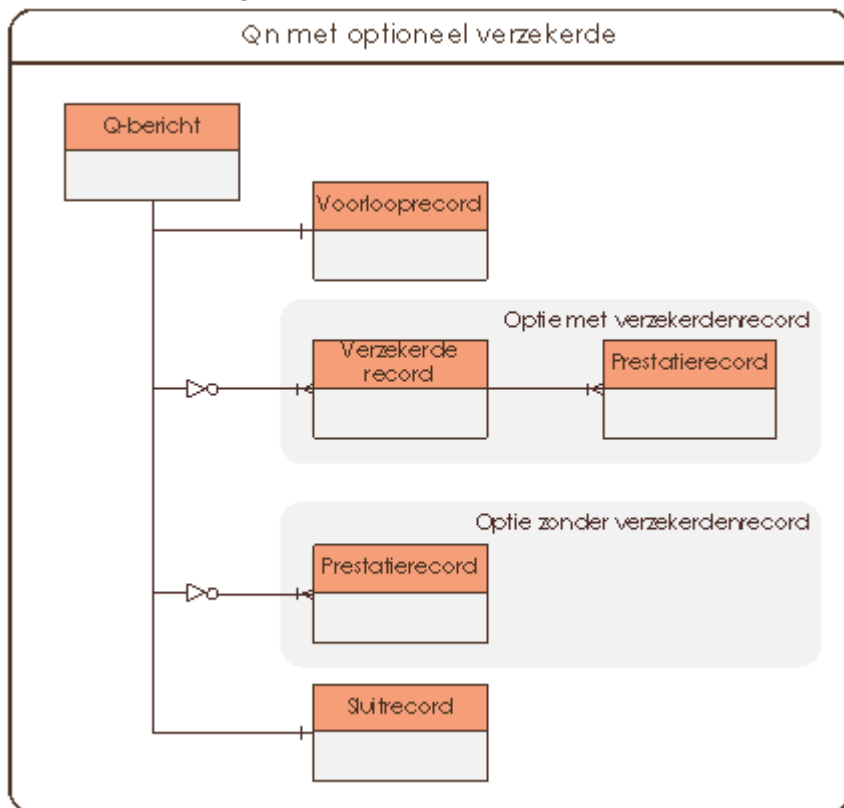 Qn met optioneel verzekerde
Q-bericht
Voorlooprecord
Optie met verzekerdenrecord
Verzekerde
record
Prestatierecord
Optie zonder verzekerdenrecord
Prestatierecord
Sluitrecord